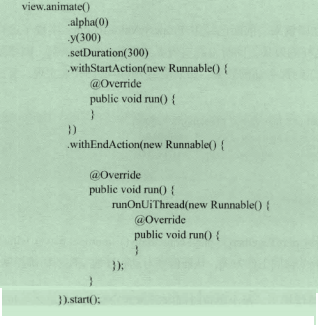 view.animate()
.alpha(0)
.y(300)
.setDuration(300)
.withStartAction(new Runnable() {
@Override
public void run() {
}
})
.withEndAction(new Runnable() {
@Override
public void run() {
runOnUiThread(new Runnable() {
@Override
public void run() {
}
});
}
}).start();